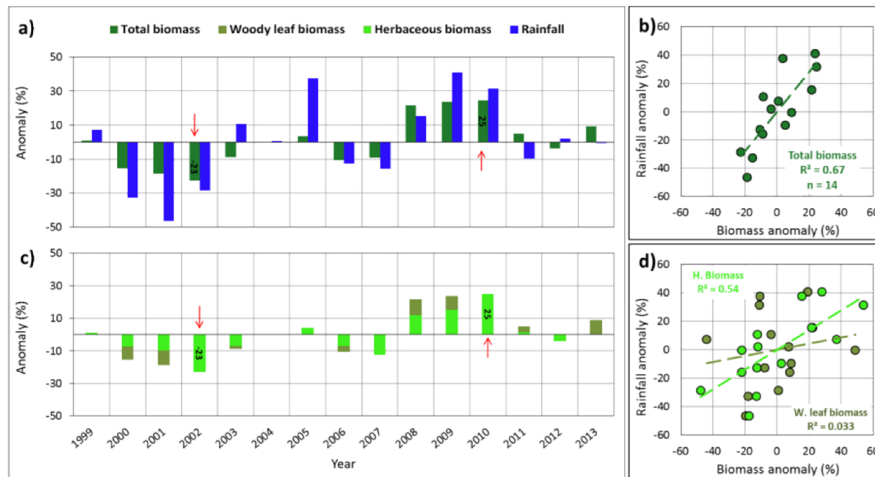 a)
Total biomass Woody leaf biomass Herbaceous biomass Rainfall
Anomaly (%)
50
30
10
-10
-30
-50
-23
25
c)
Anomaly (%)
50
30
10
-10
-30
-50
-23
25
1999 2000 2001 2002 2003 2004 2005 2006 2007 2008 2009 2010 2011 2012 2013
Year
b)
Rainfall anomaly (%)
60
40
20
0
-20
-40
-60
Total biomass
R² = 0.67
n = 14
-60 -40 -20 0 20 40 60
Biomass anomaly (%)
d)
Rainfall anomaly (%)
60
40
20
0
-20
-40
-60
H. Biomass
R² = 0.54
W. leaf biomass
R² = 0.033
-60 -40 -20 0 20 40 60
Biomass anomaly (%)